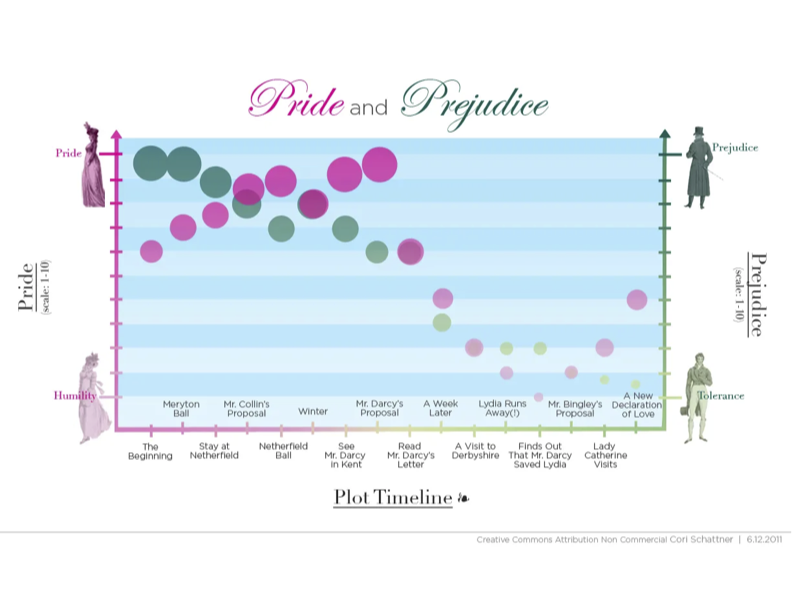 Pride and Prejudice
Pride
Prejudice
Pride
(scale: 1-10)
Prejudice
(scale: 1-10)
Humility
Tolerance
Meryton
Ball
Mr. Collin's
Proposal
Winter
Mr. Darcy's
Proposal
A Week
Later
Lydia Runs
Away(!)
Mr. Bingley's
Proposal
A New
Declaration
of Love
The
Beginning
Stay at
Netherfield
Netherfield
Ball
See
Mr. Darcy
in Kent
Read
Mr. Darcy's
Letter
A Visit to
Derbyshire
Finds Out
That Mr. Darcy
Saved Lydia
Lady
Catherine
Visits
Plot Timeline
Creative Commons Attribution Non Commercial Cori Schattner | 6.12.2011